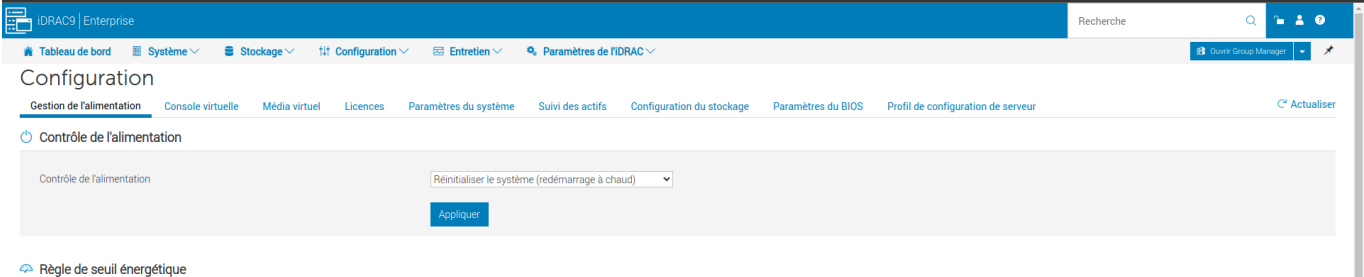 iDRAC9 | Enterprise
Recherche
Tableau de bord Système Stockage Configuration Entretien Paramètres de l'iDRAC Ouvrir Group Manager
Configuration
Gestion de l'alimentation Console virtuelle Média virtuel Licences Paramètres du système Suivi des actifs Configuration du stockage Paramètres du BIOS Profil de configuration de serveur Actualiser
Contrôle de l'alimentation
Contrôle de l'alimentation Réinitialiser le système (redémarrage à chaud)
Appliquer
Règle de seuil énergétique